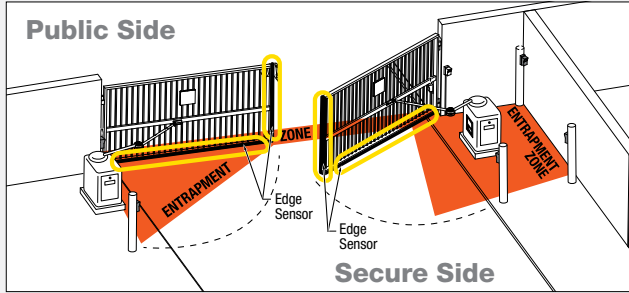 Public Side
ENTRAPMENT
ZONE
ENTRAPMENT
ZONE
Edge
Sensor
Edge
Sensor
Secure Side